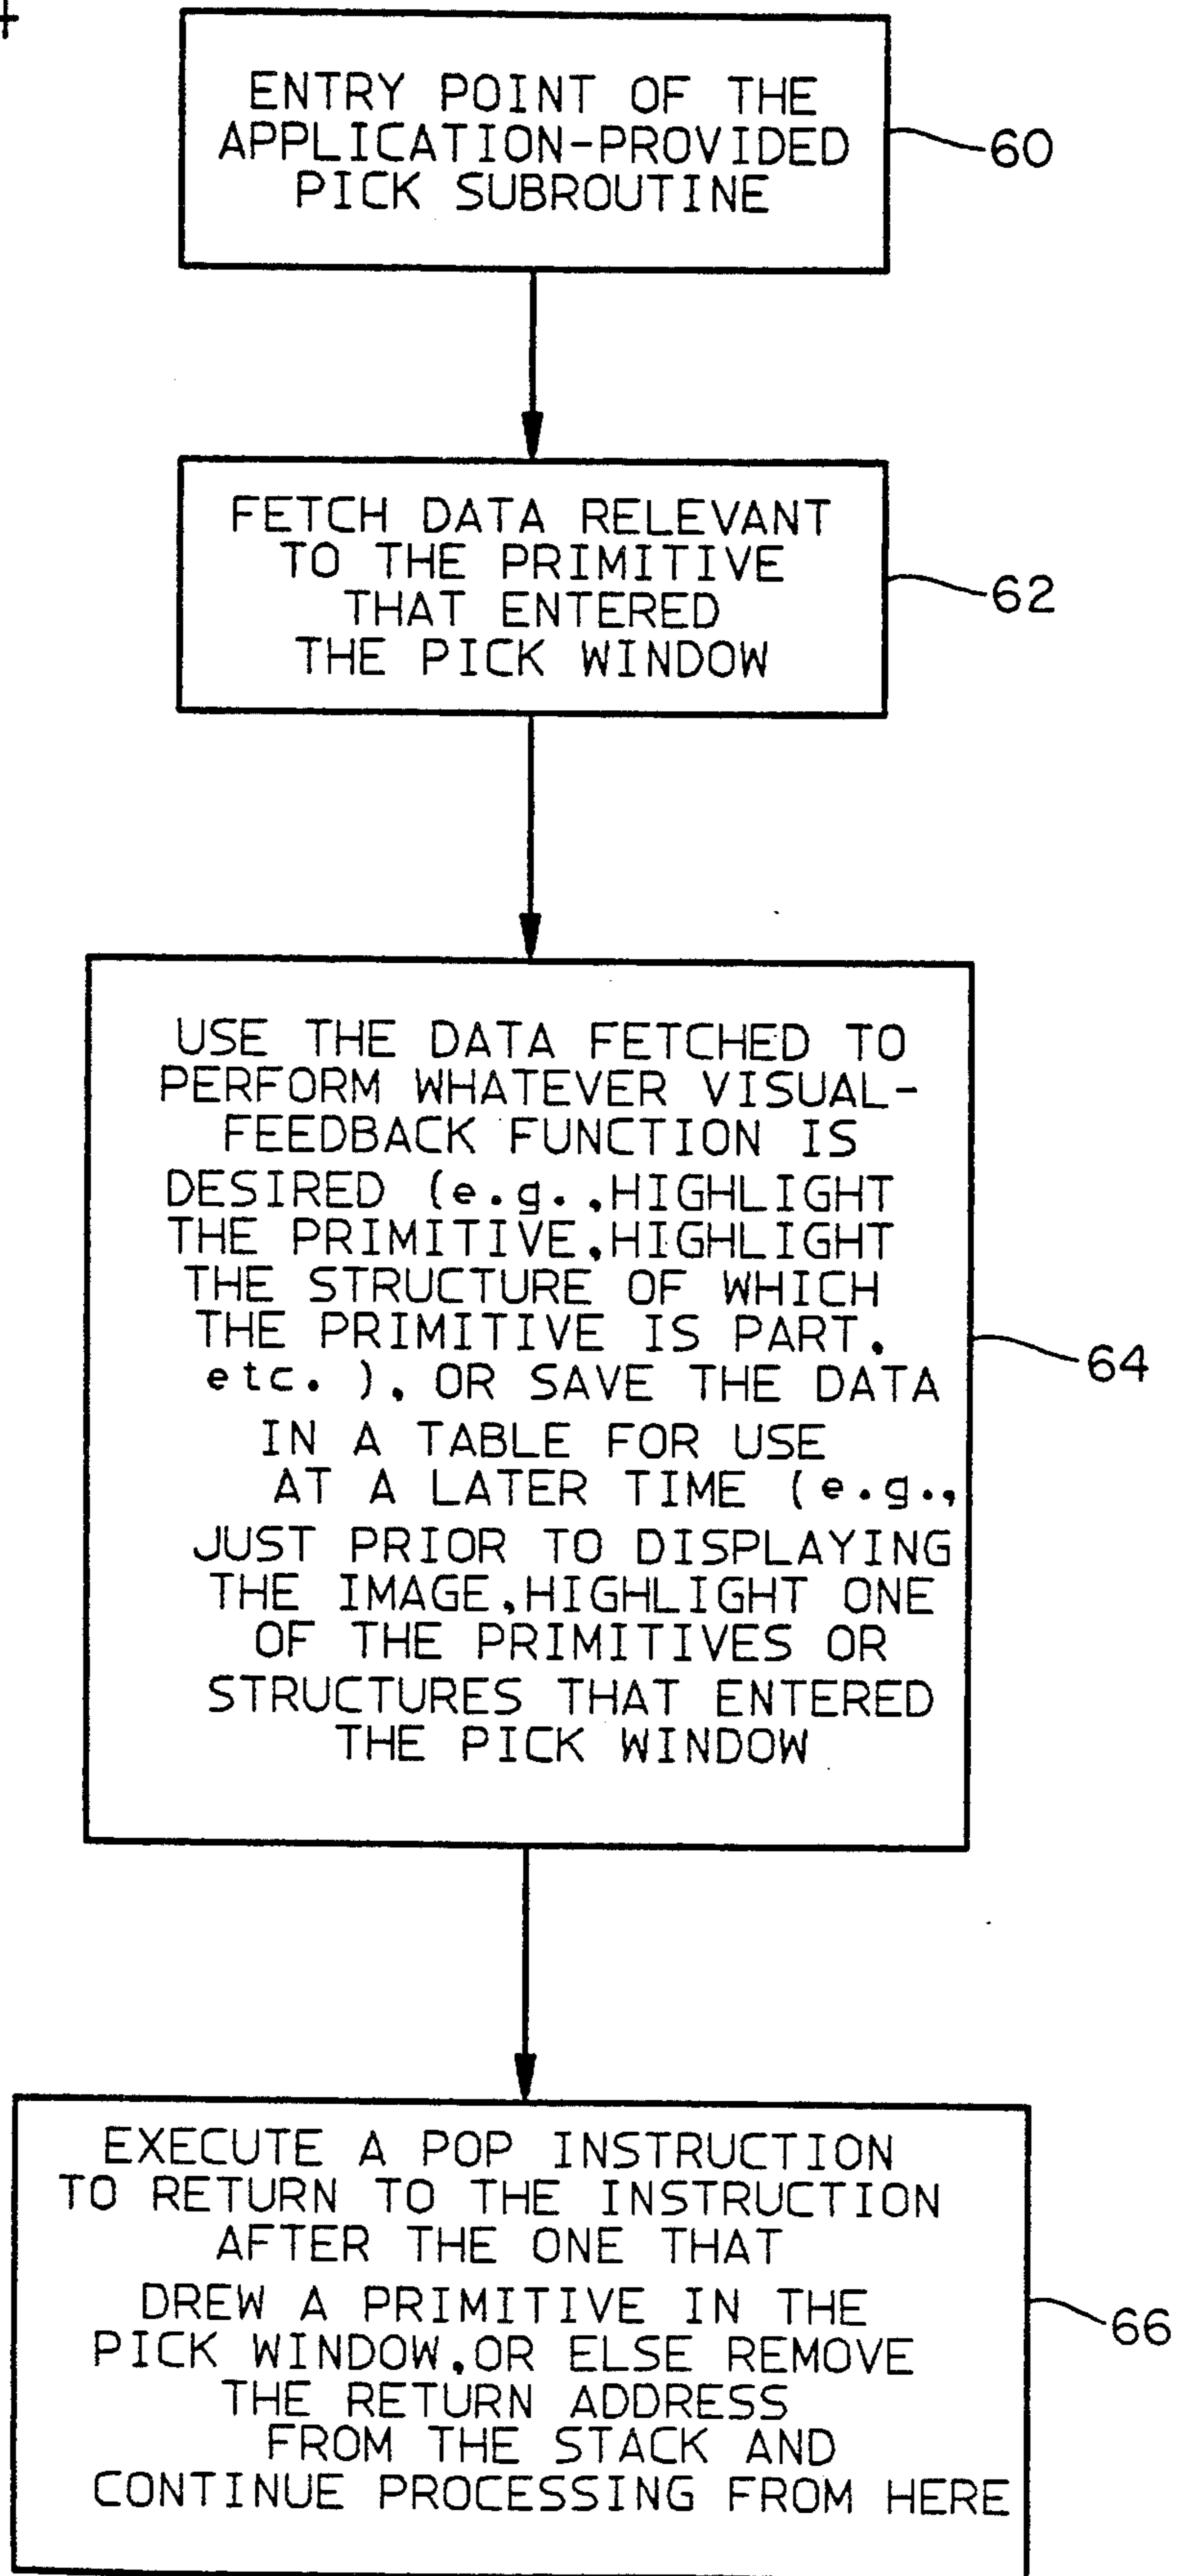 ENTRY POINT OF THE
APPLICATION-PROVIDED
PICK SUBROUTINE
60
FETCH DATA RELEVANT
TO THE PRIMITIVE
THAT ENTERED
THE PICK WINDOW
62
USE THE DATA FETCHED TO
PERFORM WHATEVER VISUAL-
FEEDBACK FUNCTION IS
DESIRED (e.g.,HIGHLIGHT
THE PRIMITIVE,HIGHLIGHT
THE STRUCTURE OF WHICH
THE PRIMITIVE IS PART,
etc. ), OR SAVE THE DATA
IN A TABLE FOR USE
AT A LATER TIME (e.g.,
JUST PRIOR TO DISPLAYING
THE IMAGE,HIGHLIGHT ONE
OF THE PRIMITIVES OR
STRUCTURES THAT ENTERED
THE PICK WINDOW
64
EXECUTE A POP INSTRUCTION
TO RETURN TO THE INSTRUCTION
AFTER THE ONE THAT
DREW A PRIMITIVE IN THE
PICK WINDOW,OR ELSE REMOVE
THE RETURN ADDRESS
FROM THE STACK AND
CONTINUE PROCESSING FROM HERE
66